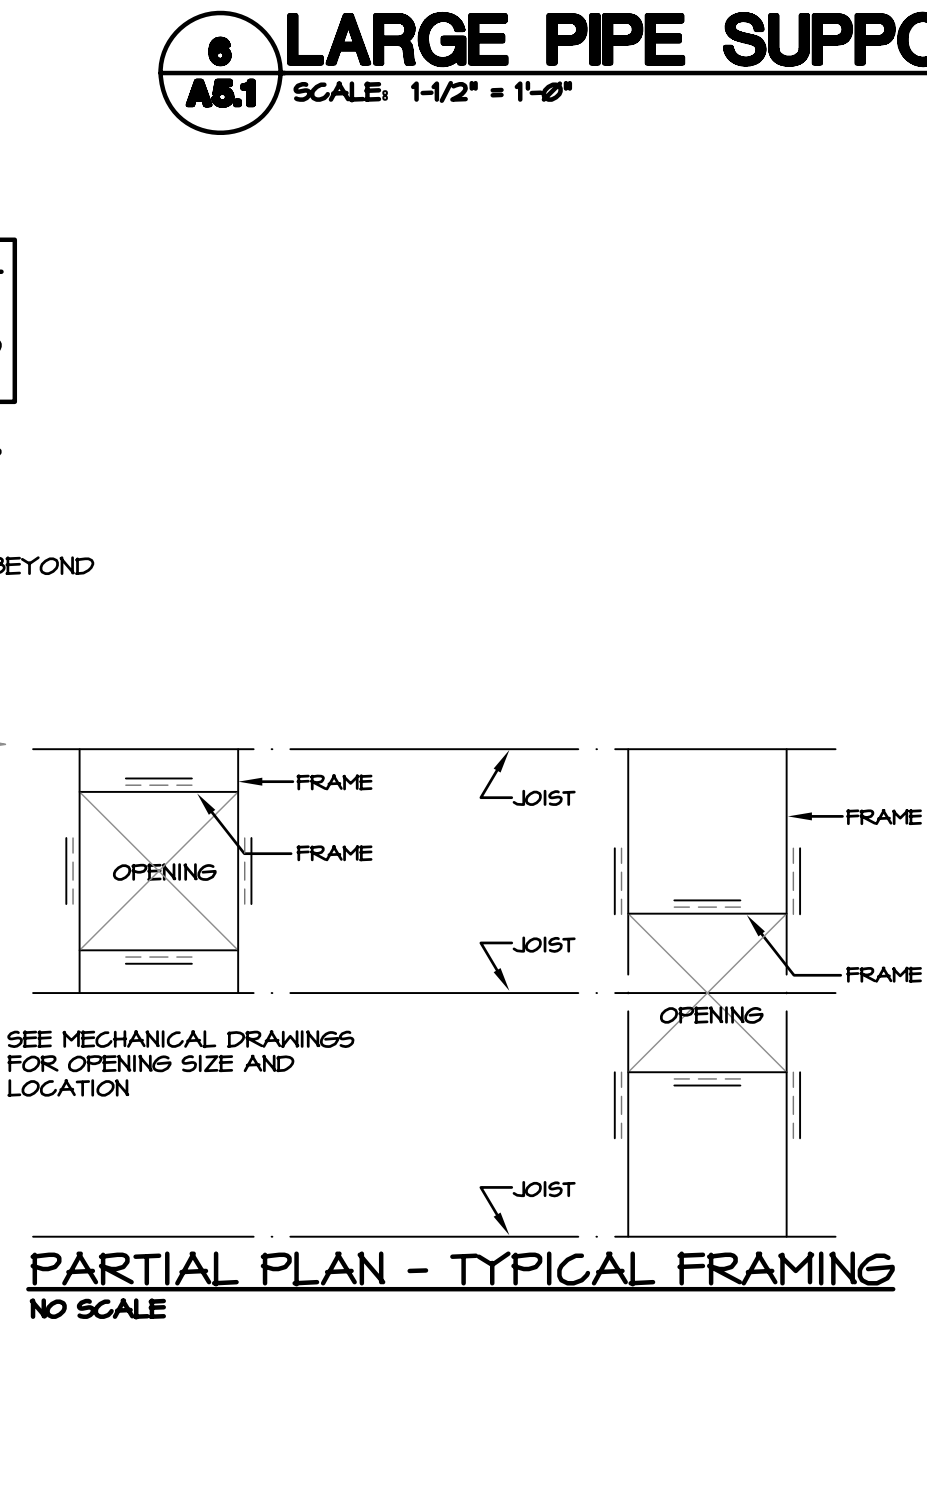 6
A5.1
LARGE PIPE
SCALE: 1-1/2" = 1'-0"
BEYOND
FRAME
JOIST
FRAME
FRAME
OPENING
JOIST
FRAME
OPENING
SEE MECHANICAL DRAWINGS
FOR OPENING SIZE AND
LOCATION
JOIST
PARTIAL PLAN - TYPICAL FRAMING
NO SCALE